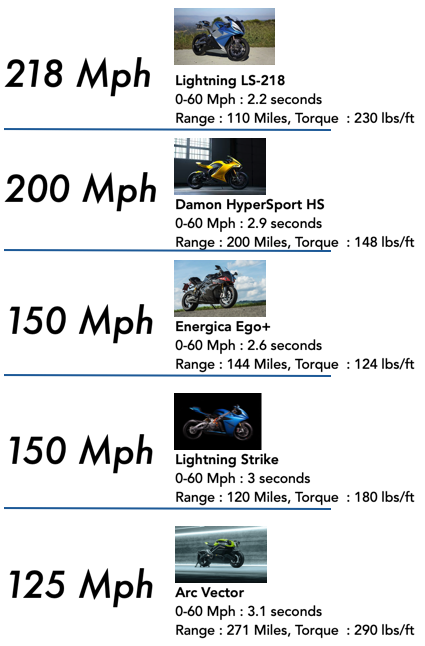 218 Mph
Lightning LS-218
0-60 Mph : 2.2 seconds
Range : 110 Miles, Torque : 230 lbs/ft
200 Mph
Damon HyperSport HS
0-60 Mph : 2.9 seconds
Range : 200 Miles, Torque : 148 lbs/ft
150 Mph
Energica Ego+
0-60 Mph : 2.6 seconds
Range : 144 Miles, Torque : 124 lbs/ft
150 Mph
Lightning Strike
0-60 Mph : 3 seconds
Range : 120 Miles, Torque : 180 lbs/ft
125 Mph
Arc Vector
0-60 Mph : 3.1 seconds
Range : 271 Miles, Torque : 290 lbs/ft